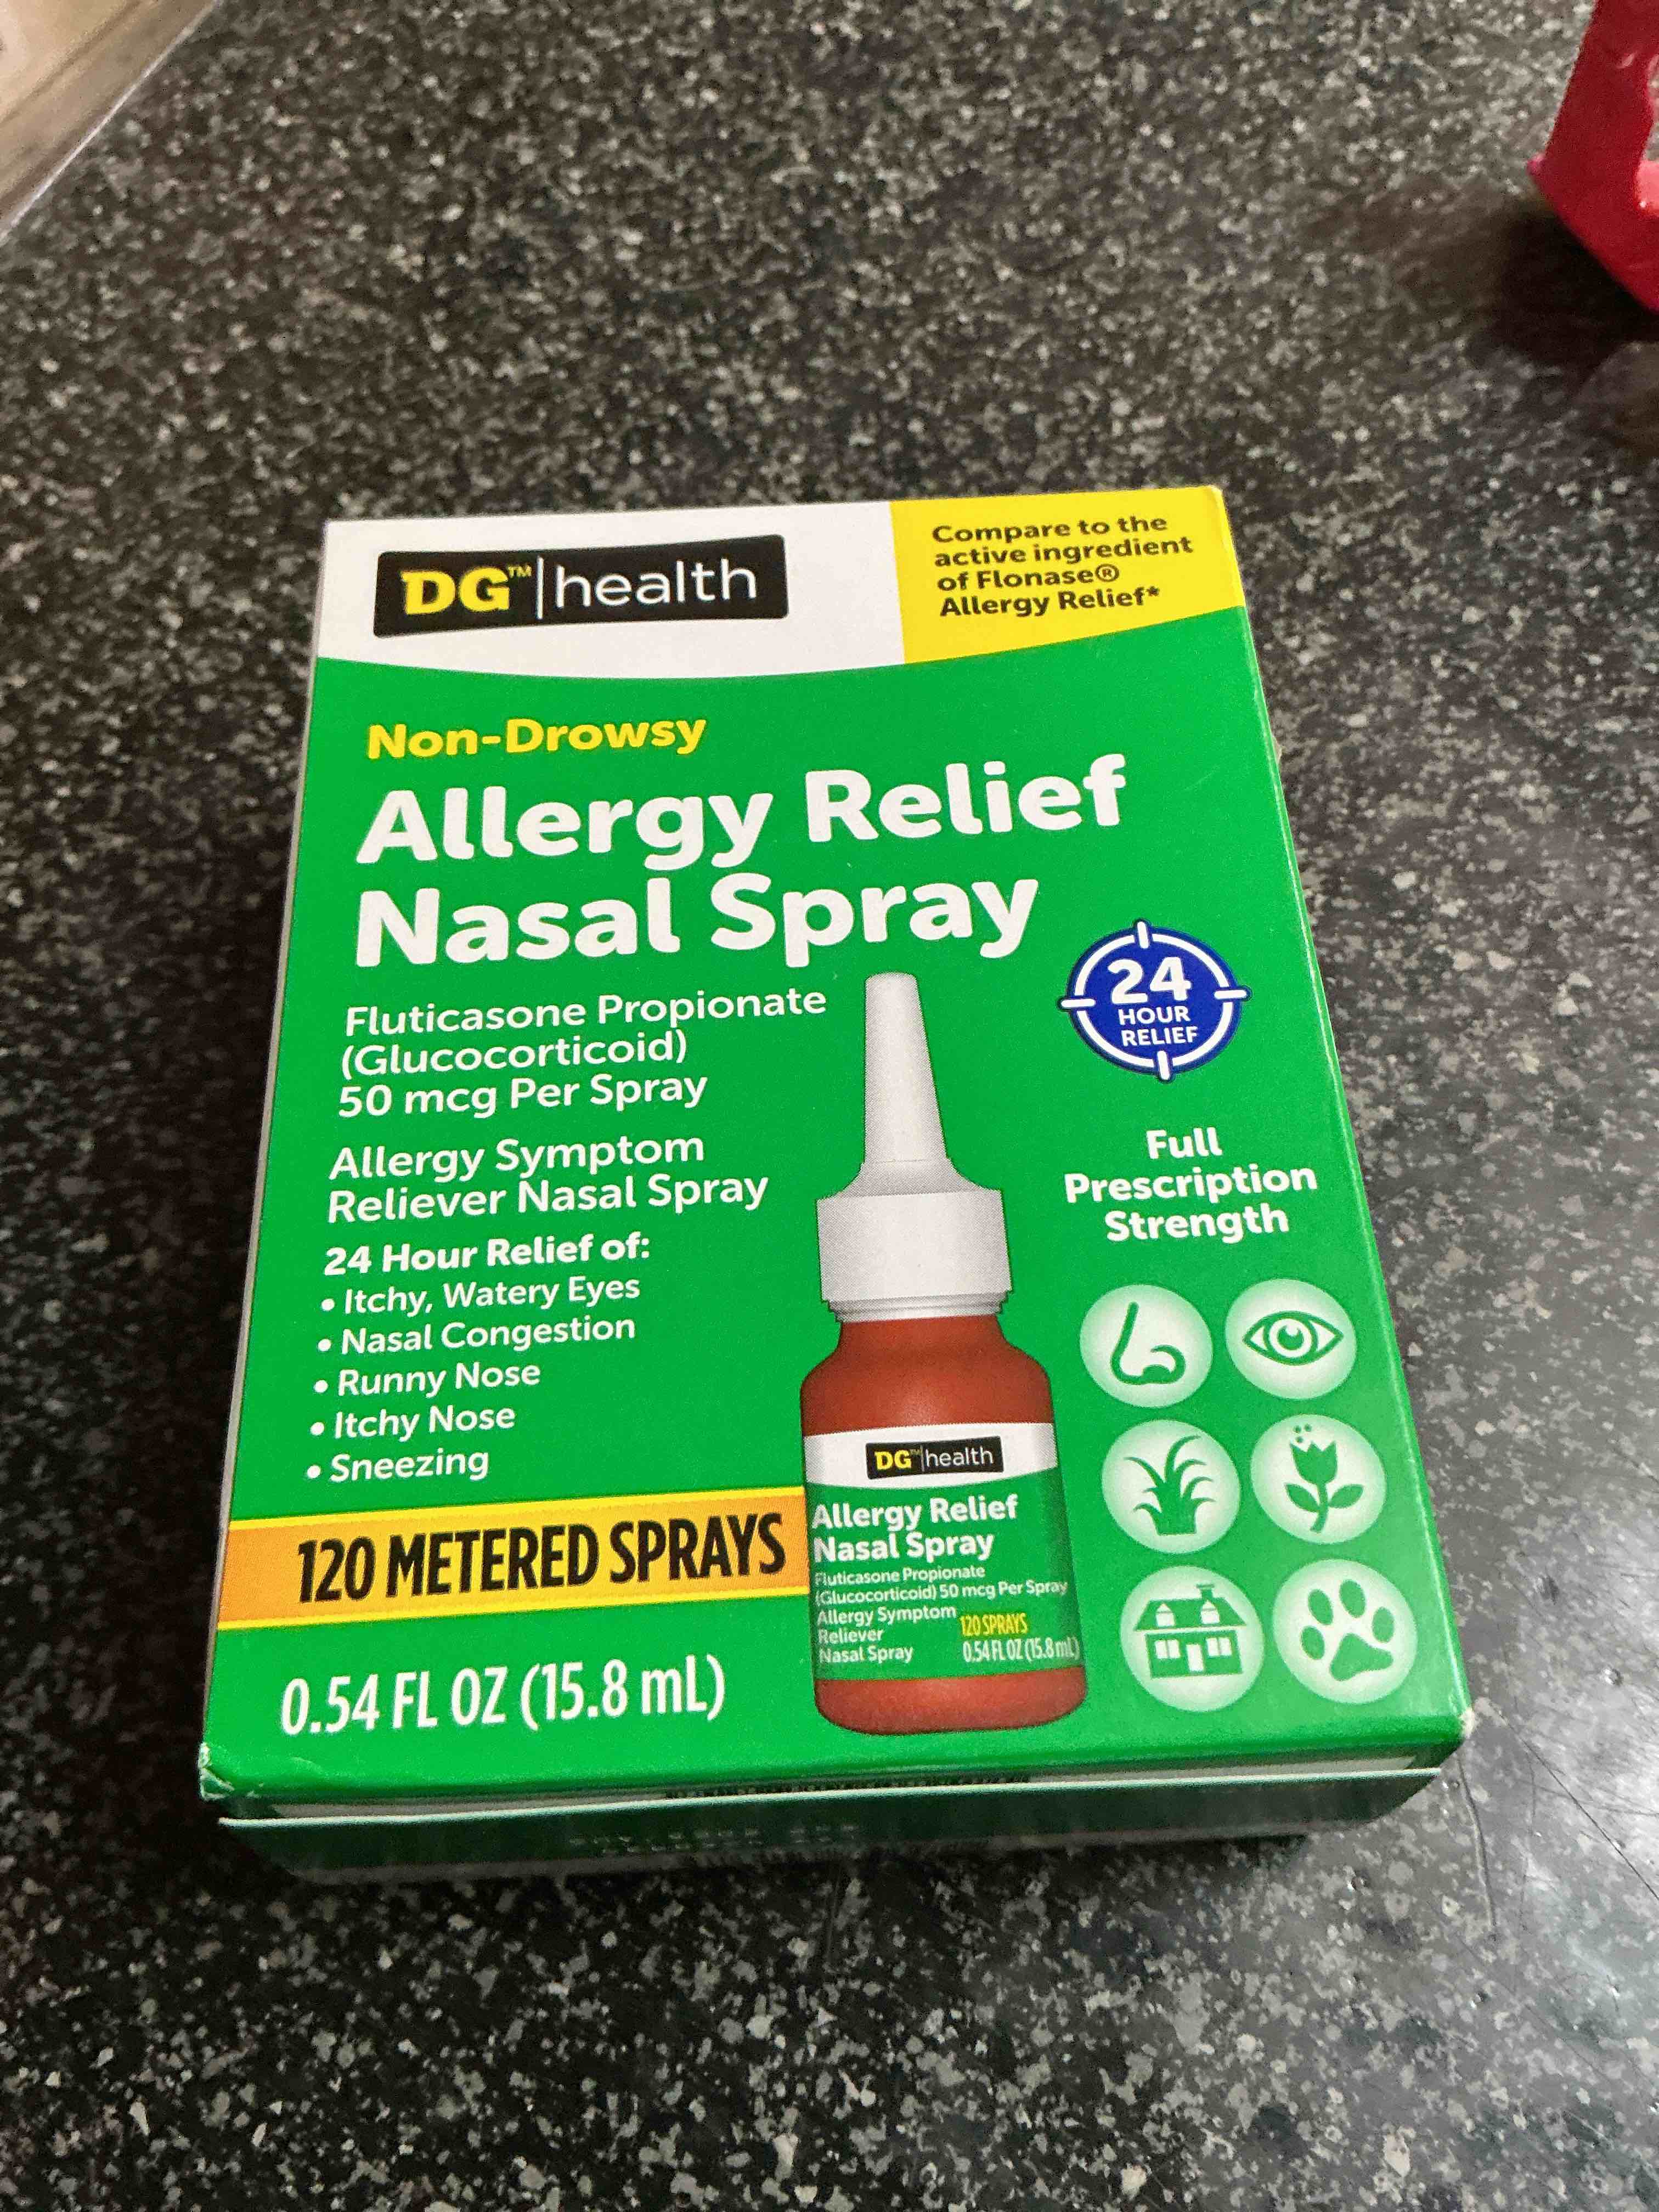 DG™ | health
Compare to the
active ingredient
of Flonase®
Allergy Relief*
Non-Drowsy
Allergy Relief
Nasal Spray
Fluticasone Propionate
(Glucocorticoid)
50 mcg Per Spray
24
HOUR
RELIEF
Allergy Symptom
Reliever Nasal Spray
Full
Prescription
Strength
24 Hour Relief of:
• Itchy, Watery Eyes
• Nasal Congestion
• Runny Nose
• Itchy Nose
• Sneezing
120 METERED SPRAYS
0.54 FL OZ (15.8 mL)
DG™ | health
Allergy Relief
Nasal Spray
Fluticasone Propionate
(Glucocorticoid) 50 mcg Per Spray
Allergy Symptom
Reliever
Nasal Spray
120 SPRAYS
0.54 FL OZ (15.8 mL)